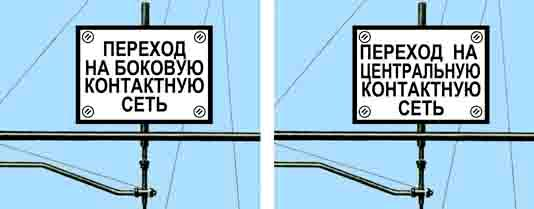 ПЕРЕХОД
НА БОКОВУЮ
КОНТАКТНУЮ
СЕТЬ
ПЕРЕХОД НА
ЦЕНТРАЛЬНУЮ
КОНТАКТНУЮ
СЕТЬ